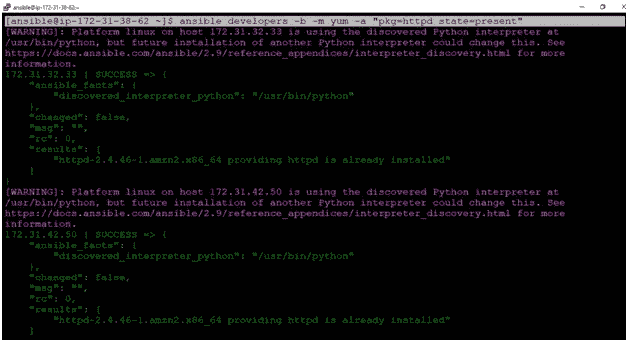 ansible@ip-172-31-38-62:~
[ansible@ip-172-31-38-62 ~]$ ansible developers -b -m yum -a "pkg=httpd state=present"
[WARNING]: Platform linux on host 172.31.32.33 is using the discovered Python interpreter at
/usr/bin/python, but future installation of another Python interpreter could change this. See
https://docs.ansible.com/ansible/2.9/reference_appendices/interpreter_discovery.html for more
information.
172.31.32.33 | SUCCESS => {
    "ansible_facts": {
        "discovered_interpreter_python": "/usr/bin/python"
    },
    "changed": false,
    "msg": "",
    "rc": 0,
    "results": [
        "httpd-2.4.46-1.amzn2.x86_64 providing httpd is already installed"
    ]
}
[WARNING]: Platform linux on host 172.31.42.50 is using the discovered Python interpreter at
/usr/bin/python, but future installation of another Python interpreter could change this. See
https://docs.ansible.com/ansible/2.9/reference_appendices/interpreter_discovery.html for more
information.
172.31.42.50 | SUCCESS => {
    "ansible_facts": {
        "discovered_interpreter_python": "/usr/bin/python"
    },
    "changed": false,
    "msg": "",
    "rc": 0,
    "results": [
        "httpd-2.4.46-1.amzn2.x86_64 providing httpd is already installed"
    ]